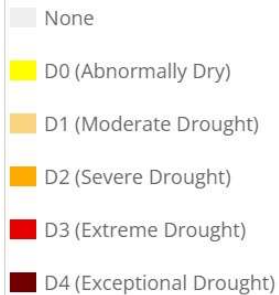 None
D0 (Abnormally Dry)
D1 (Moderate Drought)
D2 (Severe Drought)
D3 (Extreme Drought)
D4 (Exceptional Drought)